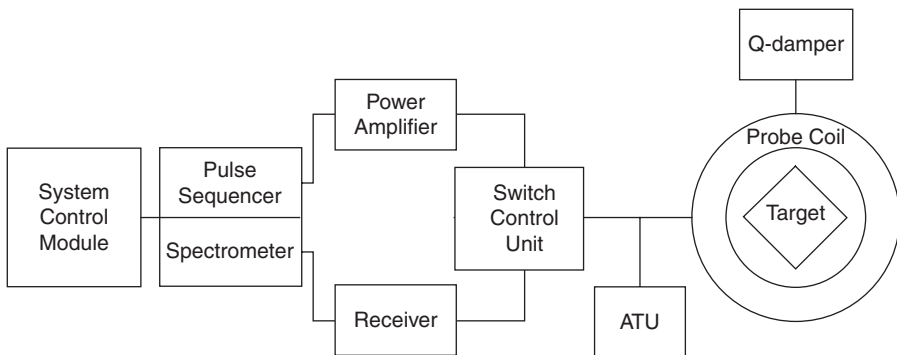 System
Control
Module
Pulse
Sequencer
Spectrometer
Power
Amplifier
Receiver
Switch
Control
Unit
ATU
Q-damper
Probe Coil
Target